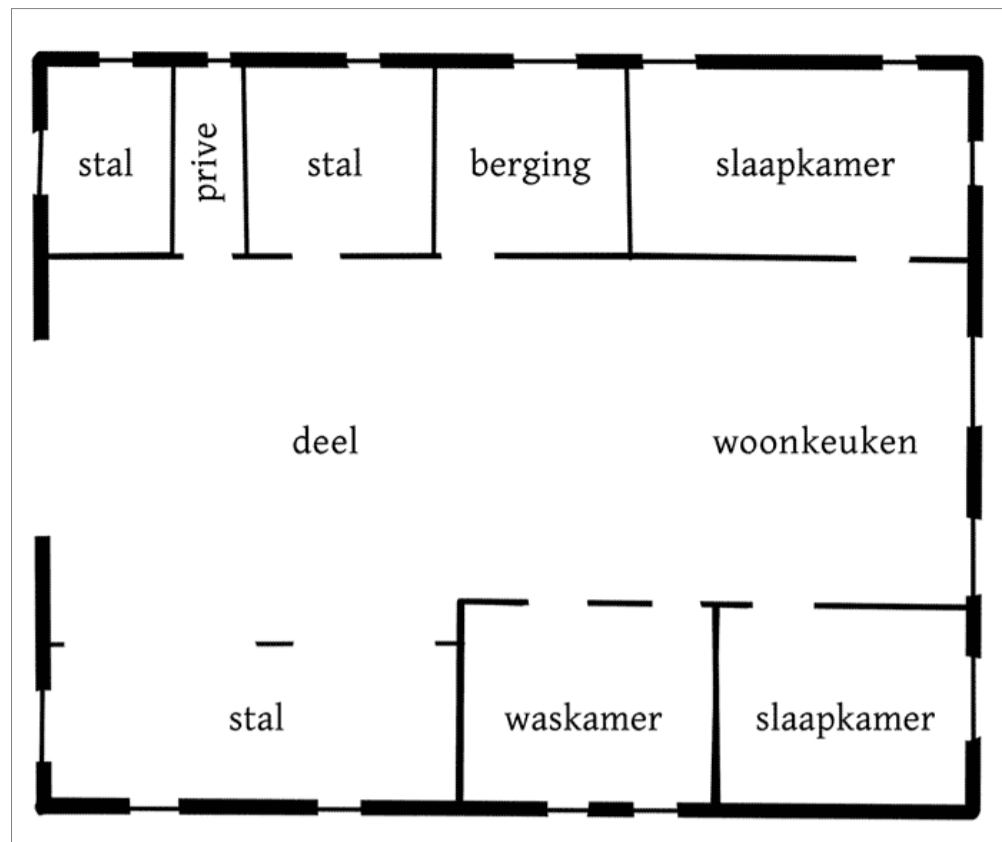 stal
prive
stal
berging
slaapkamer
deel
woonkeuken
stal
waskamer
slaapkamer